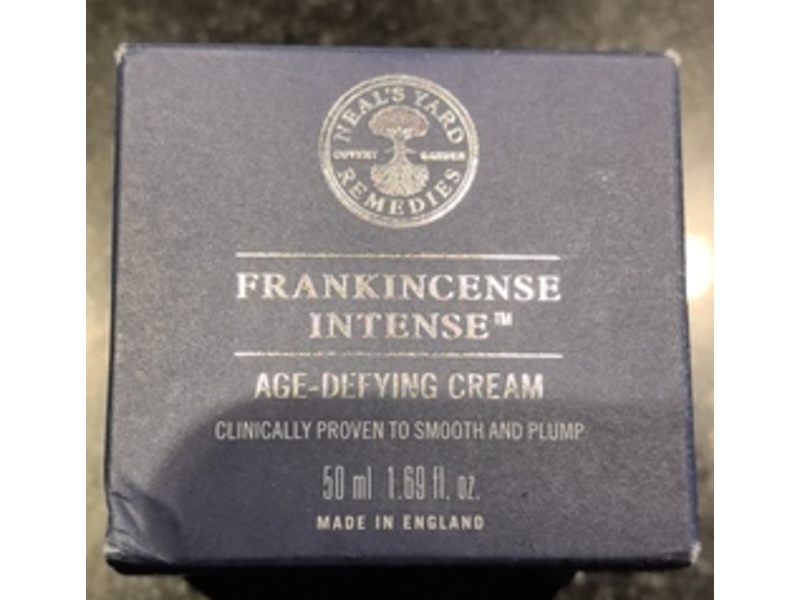 NEAL'S YARD
COVENT GARDEN
REMEDIES
FRANKINCENSE
INTENSE™
AGE-DEFYING CREAM
CLINICALLY PROVEN TO SMOOTH AND PLUMP
50 ml 1.69 fl. oz.
MADE IN ENGLAND